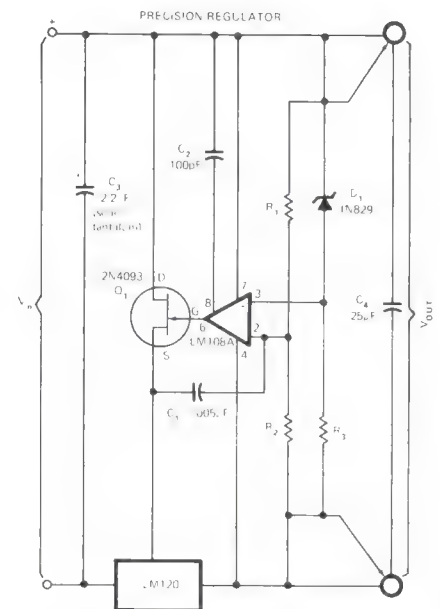 PRECISION REGULATOR
+
C2
100pF
C3
2.2
D1
1N829
R1
2N4093
Q1
D
G
S
8
7
3
6
2
4
LM108A
C4
25µF
VOUT
C1
R2
R3
LM120